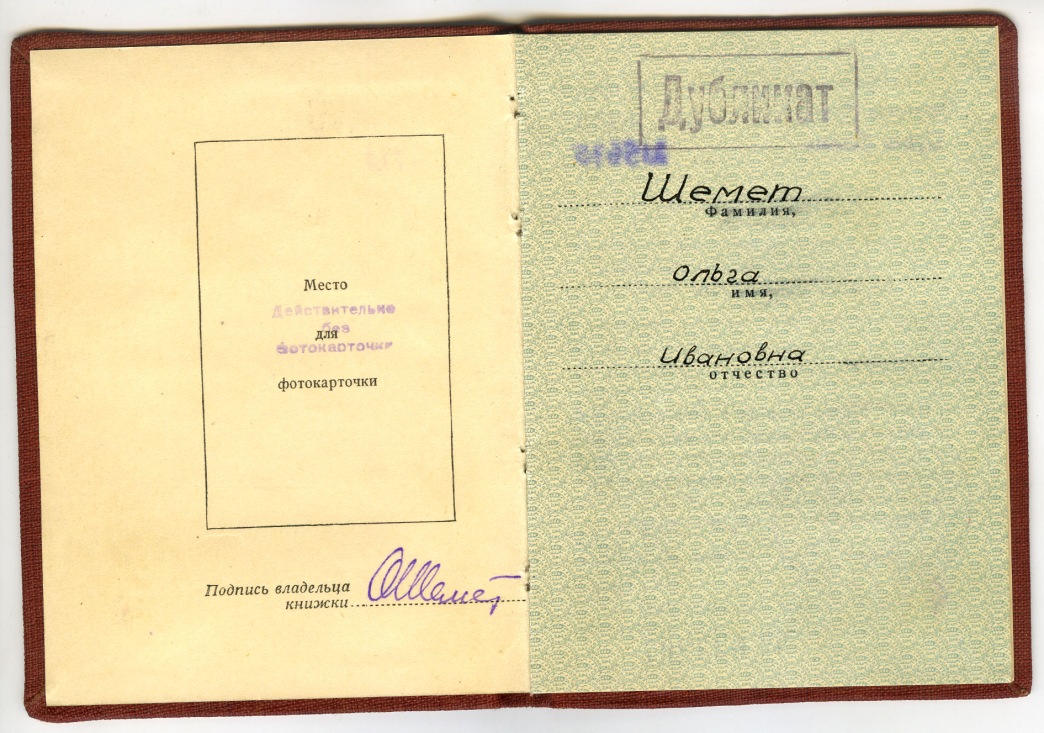 Место
Действительно
без
для
фотокарточки
фотокарточки
Подпись владельца
книжки
ОШемет
Дубликат
Шемет
Фамилия,
Ольга
имя,
Ивановна
отчество